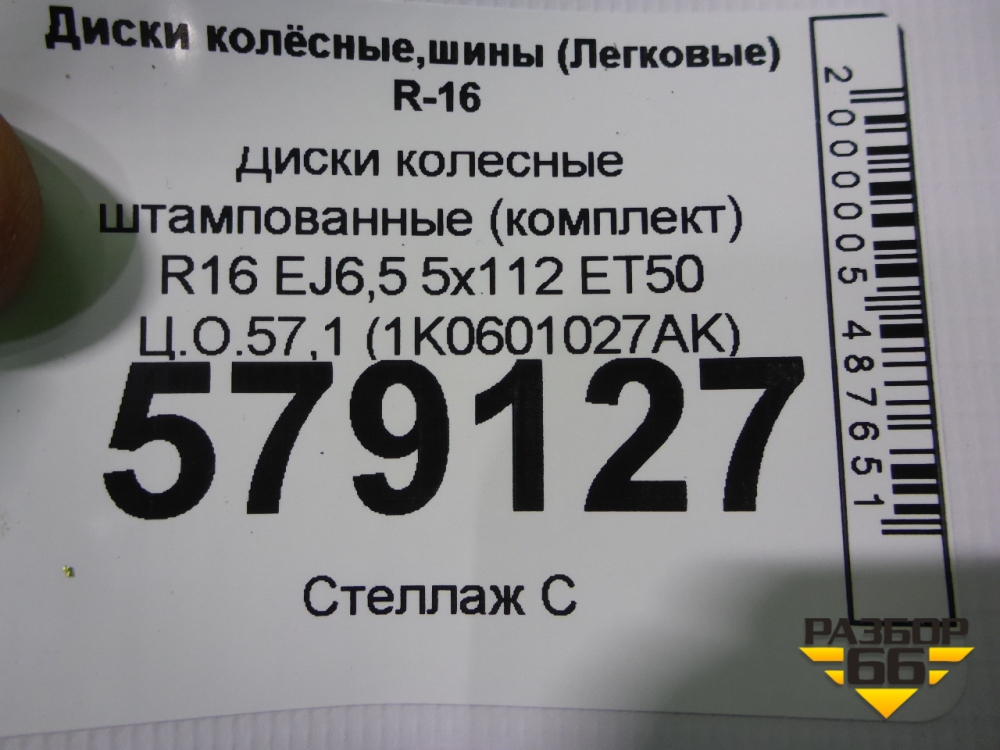 Диски колёсные,шины (Легковые)
R-16
Диски колесные
штампованные (комплект)
R16 EJ6,5 5x112 ET50
Ц.О.57,1 (1K0601027AK)
579127
Стеллаж С
2000005487651
РАЗБОР
66